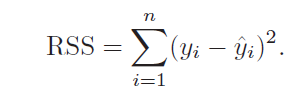 RSS = \sum_{i=1}^{n} (y_i - \hat{y}_i)^2.